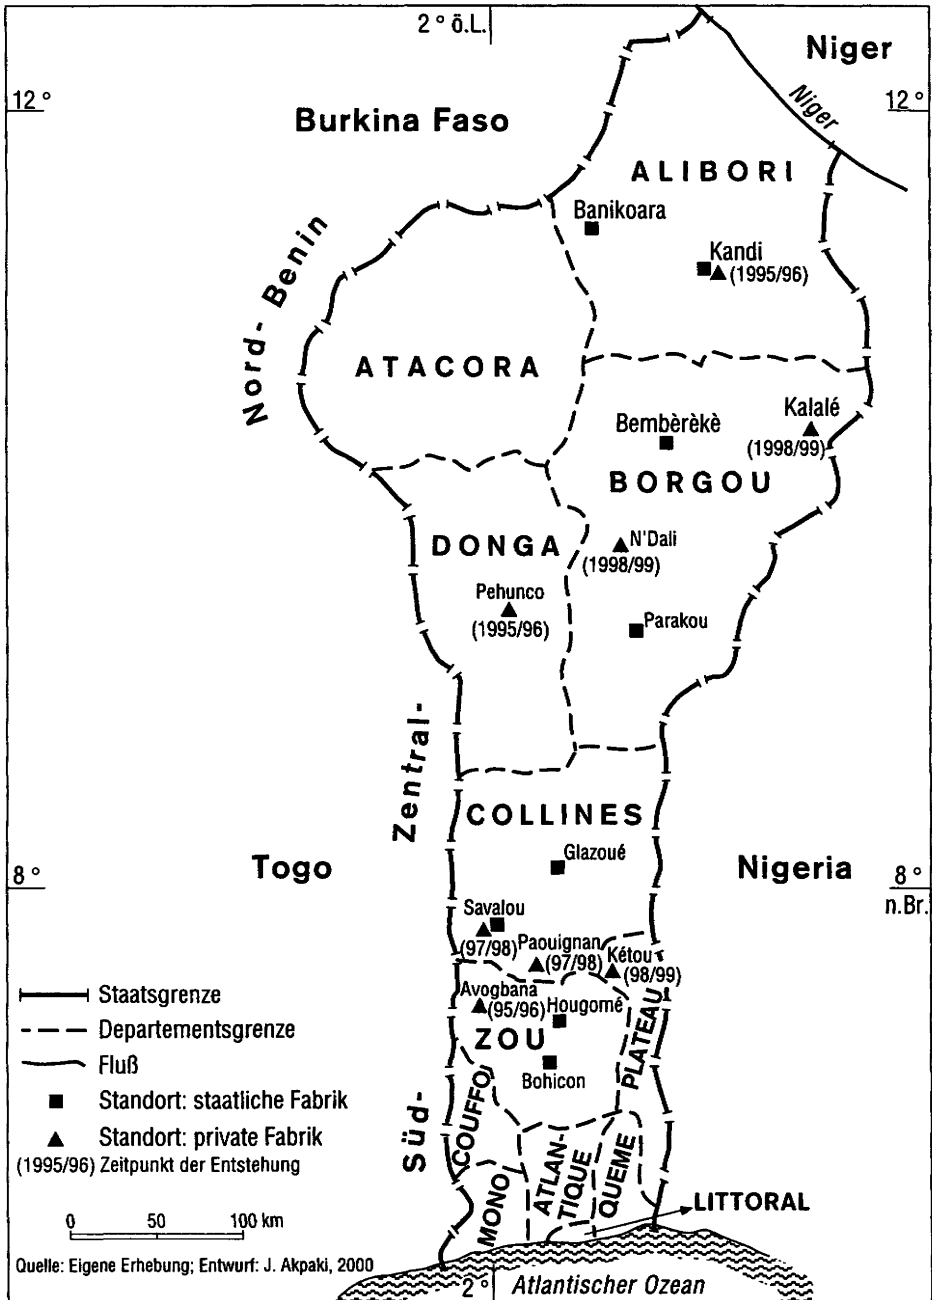 2° ö.L.
Niger
12°
12°
Niger
Burkina Faso
ALIBORI
Banikoara
Kandi
(1995/96)
Nord-Benin
ATACORA
Kalalé
Bembèrèkè
(1998/99)
BORGOU
DONGA
N'Dali
(1998/99)
Pehunco
(1995/96)
Parakou
Zentral-
COLLINES
Glazoué
Togo
Nigeria
8°
8°
n.Br.
Savalou
(97/98)
Paouignan
(97/98)
Kétou
(98/99)
Avogbana
(95/96)
Hougomé
ZOU
PLATEAU
Bohicon
COUFFO
Süd-
Staatsgrenze
Departementsgrenze
Fluß
Standort: staatliche Fabrik
Standort: private Fabrik
(1995/96) Zeitpunkt der Entstehung
ATLAN-
TIQUE
QUEME
MONO
LITTORAL
0 50 100 km
Quelle: Eigene Erhebung; Entwurf: J. Akpaki, 2000
2°
Atlantischer Ozean